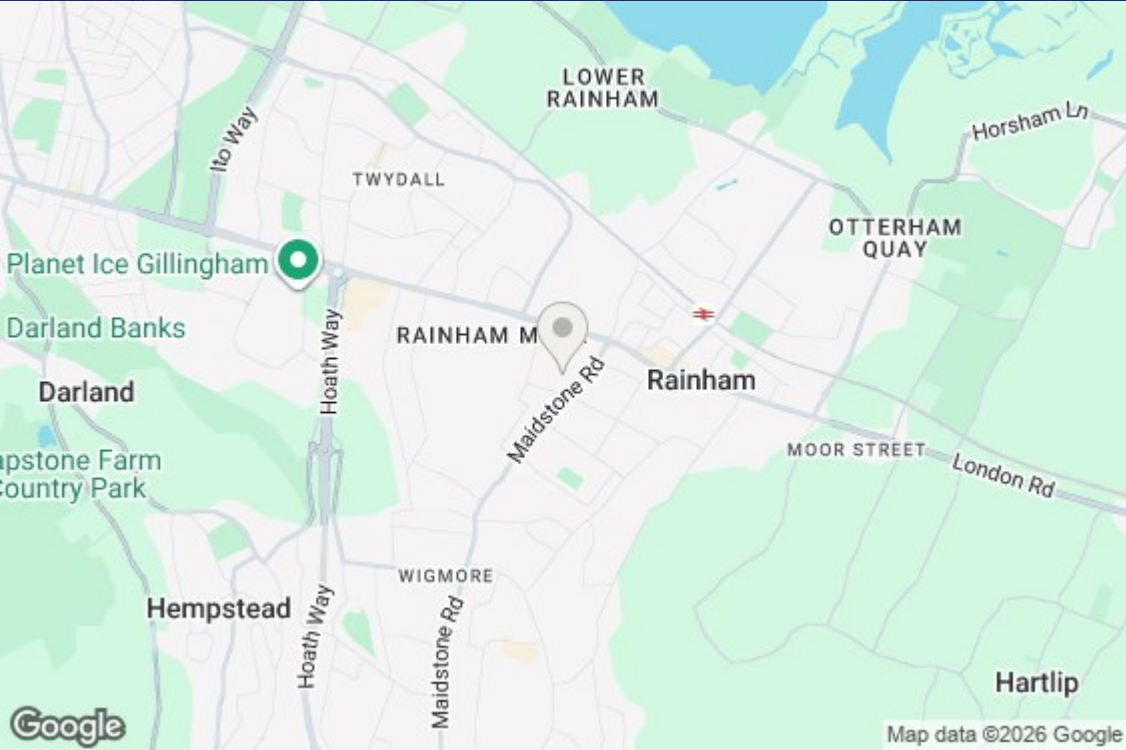 LOWER
RAINHAM
Horsham Ln
Ito Way
TWYDALL
OTTERHAM
QUAY
Planet Ice Gillingham
Darland Banks
RAINHAM M
Hoath Way
Maidstone Rd
Rainham
Darland
MOOR STREET
apstone Farm
Country Park
London Rd
WIGMORE
Hempstead
Hoath Way
Maidstone Rd
Hartlip
Google
Map data ©2026 Google